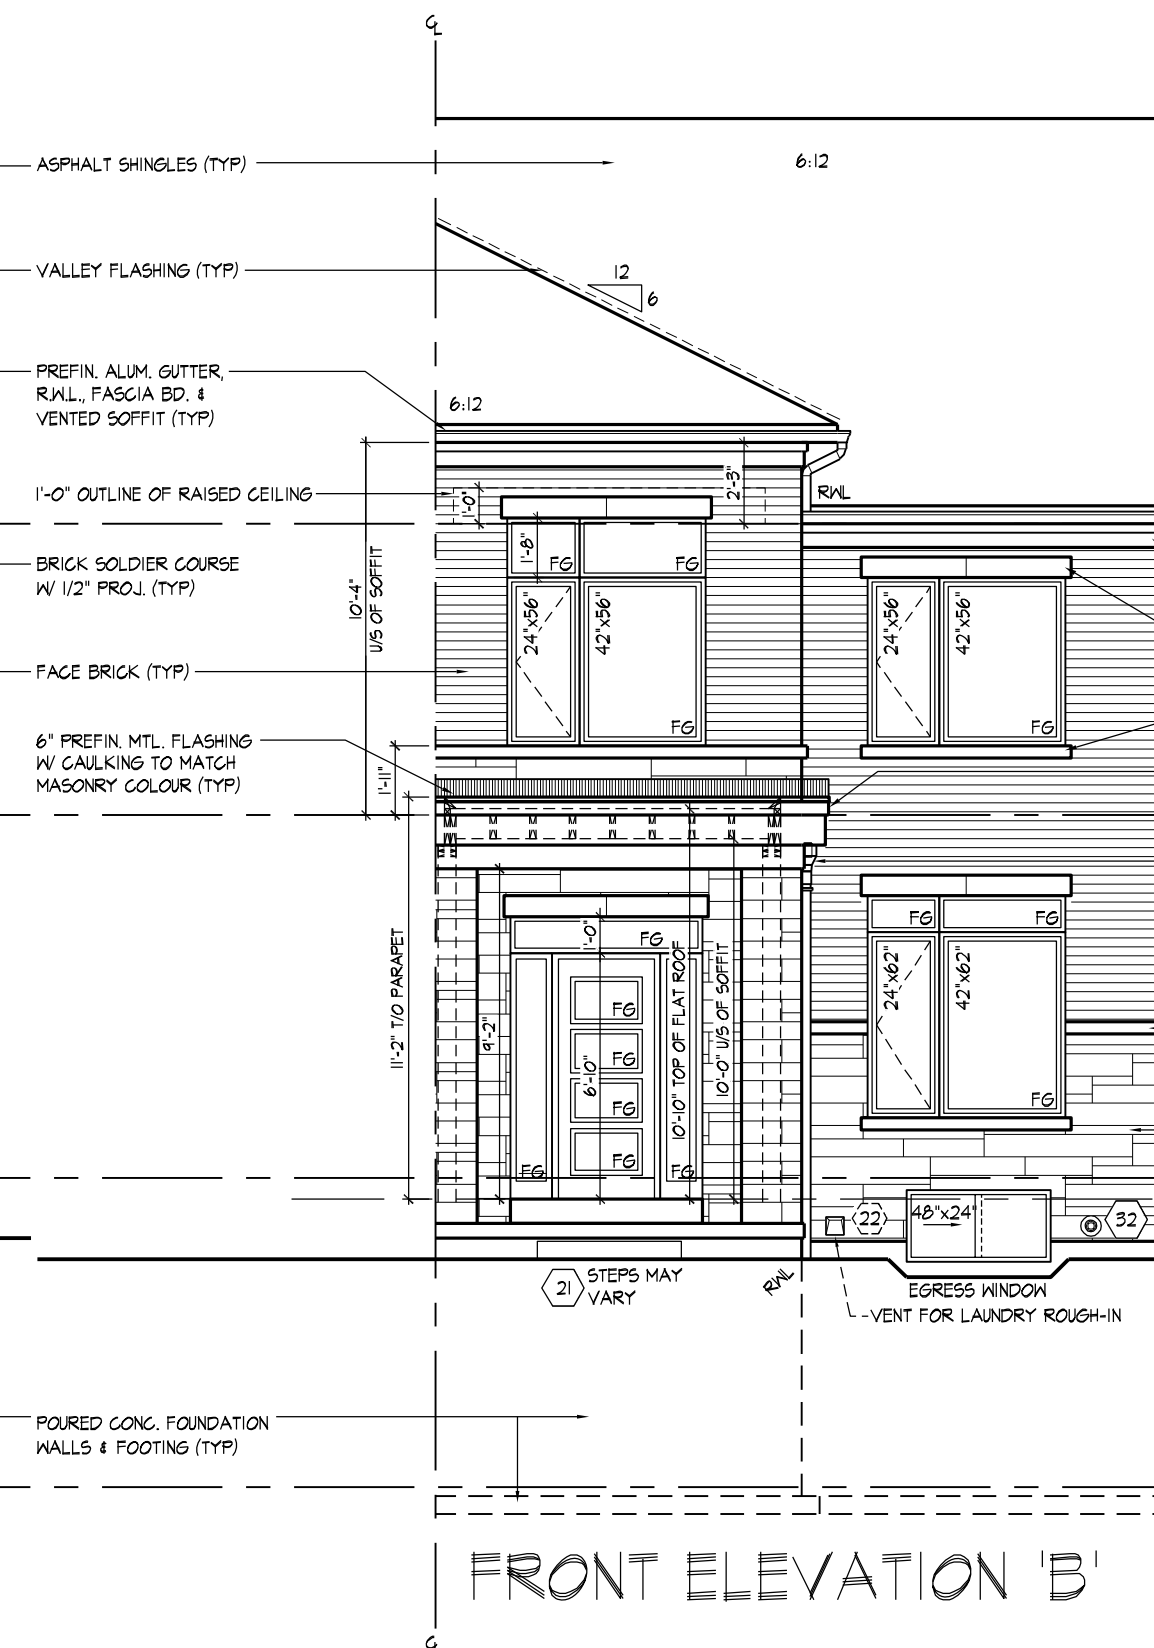 ASPHALT SHINGLES (TYP)
6:12
VALLEY FLASHING (TYP)
12
6
PREFIN. ALUM. GUTTER,
R.W.L., FASCIA BD. &
VENTED SOFFIT (TYP)
6:12
2'-3"
1'-0" OUTLINE OF RAISED CEILING
1'-0"
RWL
BRICK SOLDIER COURSE
W/ 1/2" PROJ. (TYP)
10'-4"
U/S OF SOFFIT
1'-8"
FG
FG
24"x56"
42"x56"
FG
24"x56"
42"x56"
FG
FACE BRICK (TYP)
6" PREFIN. MTL. FLASHING
W/ CAULKING TO MATCH
MASONRY COLOUR (TYP)
1'-11"
11'-2" T/O PARAPET
9'-2"
1'-0"
FG
6'-10"
FG
FG
FG
FG
FG
FG
10'-10" TOP OF FLAT ROOF
10'-0" U/S OF SOFFIT
FG
FG
24"x62"
42"x62"
FG
22
48"x24"
32
21
STEPS MAY
VARY
RWL
EGRESS WINDOW
VENT FOR LAUNDRY ROUGH-IN
POURED CONC. FOUNDATION
WALLS & FOOTING (TYP)
FRONT ELEVATION 'B'